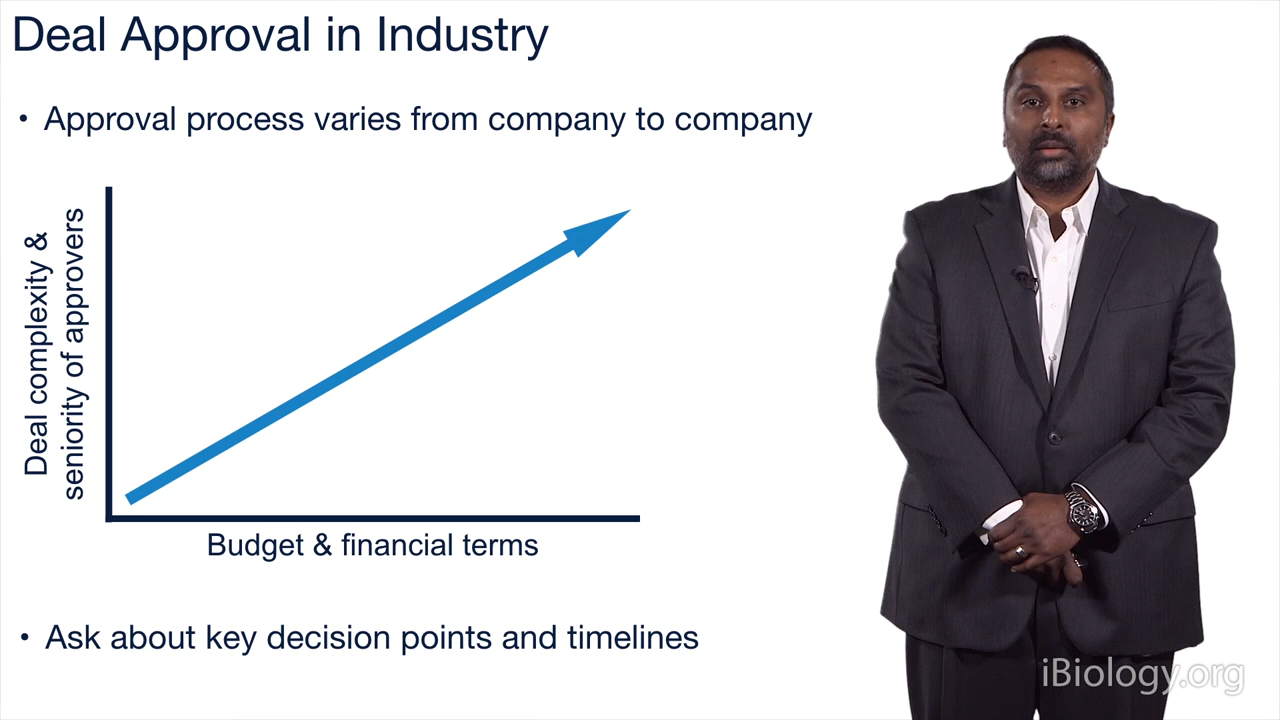 Deal Approval in Industry
• Approval process varies from company to company
Deal complexity &
seniority of approvers
Budget & financial terms
• Ask about key decision points and timelines
iBiology.org